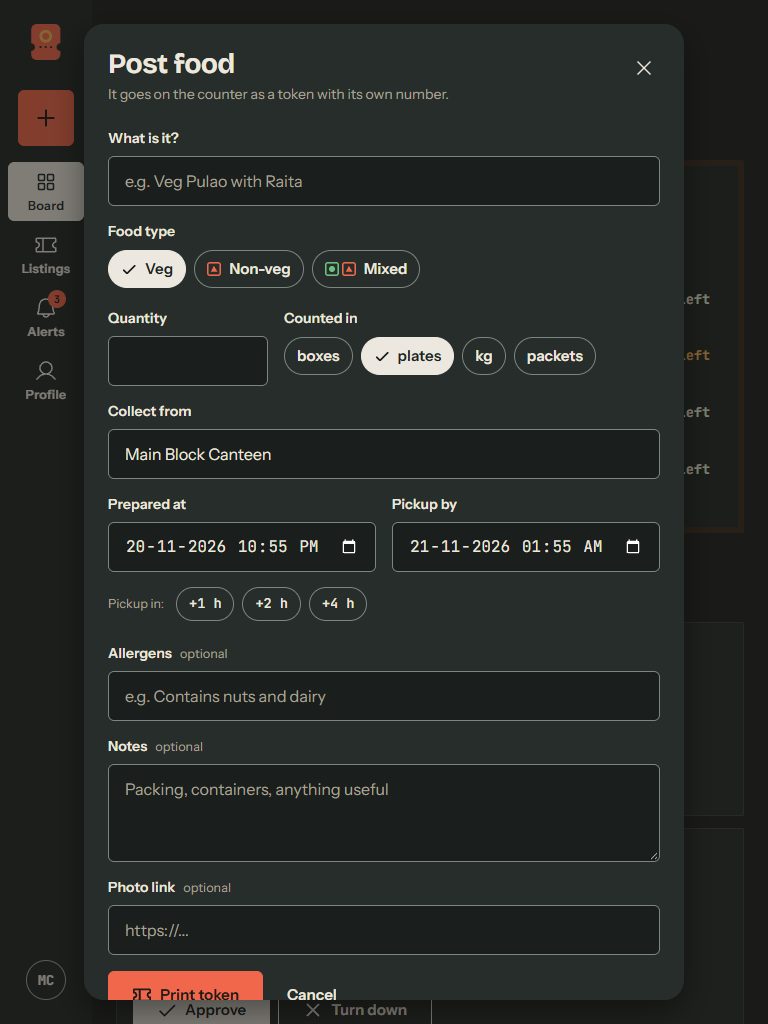 Post food
It goes on the counter as a token with its own number.
What is it?
e.g. Veg Pulao with Raita
Food type
Veg Non-veg Mixed
Quantity Counted in
boxes plates kg packets
Collect from
Main Block Canteen
Prepared at Pickup by
20-11-2026 10:55 PM 21-11-2026 01:55 AM
Pickup in: +1 h +2 h +4 h
Allergens optional
e.g. Contains nuts and dairy
Notes optional
Packing, containers, anything useful
Photo link optional
https://...
Print token Cancel
Board
Listings
3
Alerts
Profile
MC
left
left
left
left
Approve Turn down